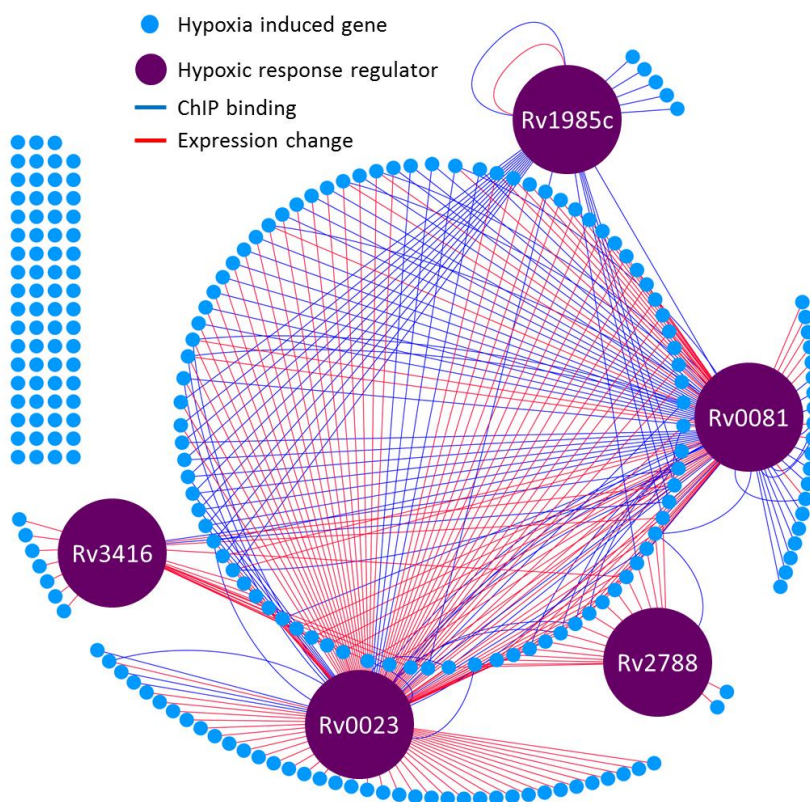 Hypoxia induced gene
Hypoxic response regulator
ChIP binding
Expression change
Rv1985c
Rv0081
Rv3416
Rv2788
Rv0023